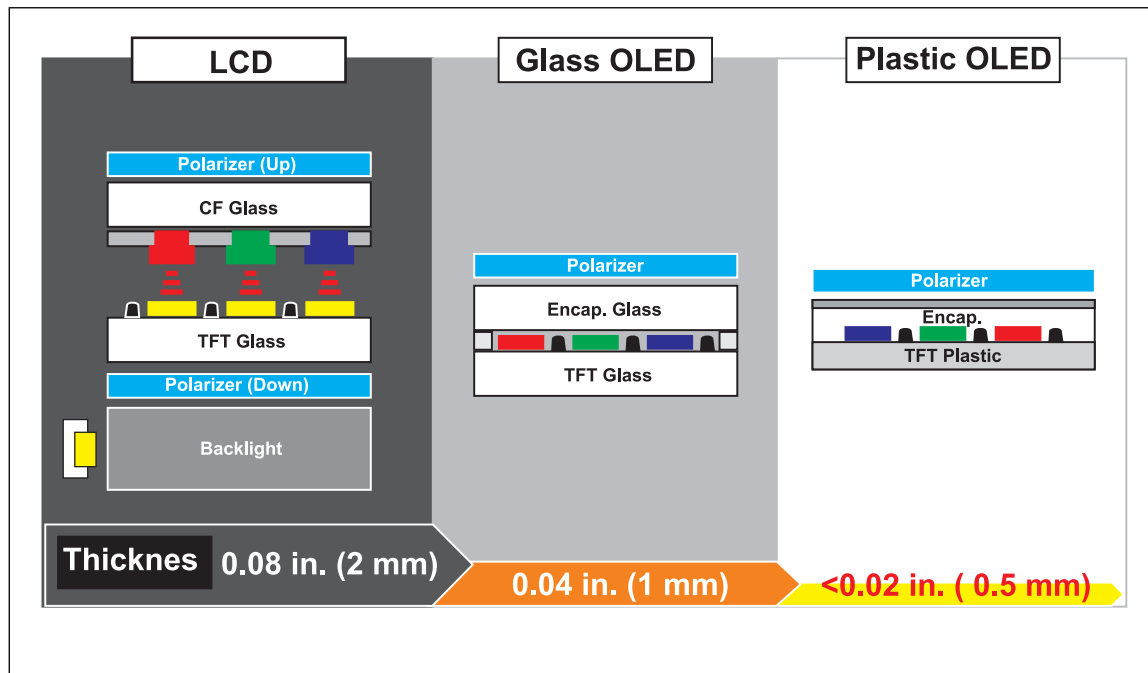 LCD
Glass OLED
Plastic OLED
Polarizer (Up)
CF Glass
TFT Glass
Polarizer (Down)
Backlight
Polarizer
Encap. Glass
TFT Glass
Polarizer
Encap.
TFT Plastic
Thicknes
0.08 in. (2 mm)
0.04 in. (1 mm)
<0.02 in. ( 0.5 mm)